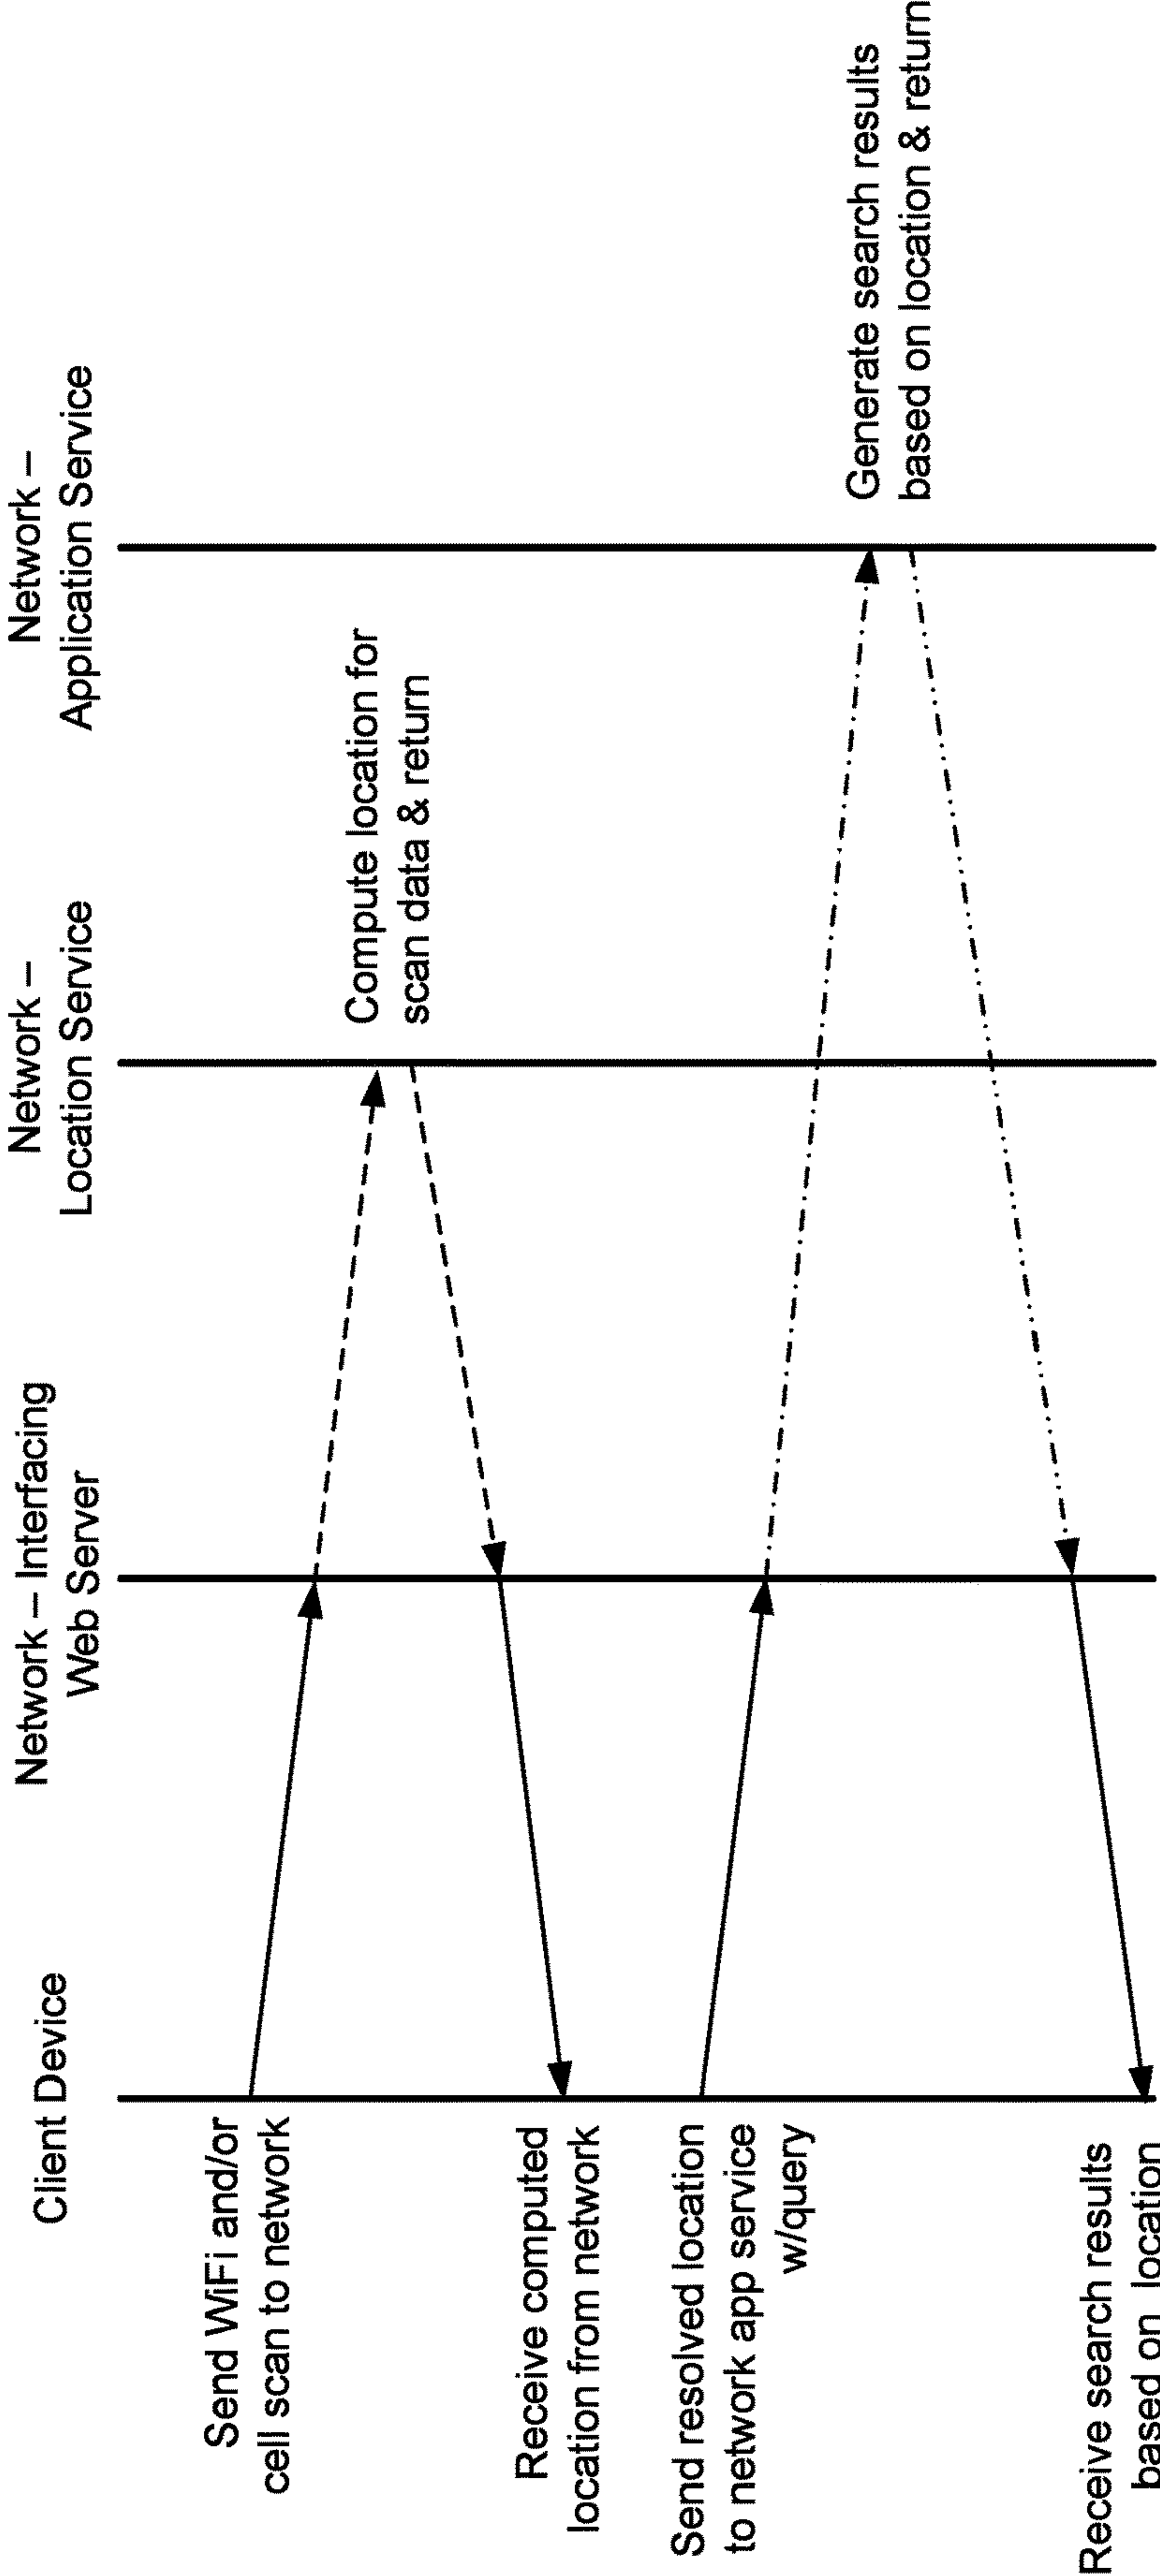 Client Device
Network – Interfacing
Web Server
Network –
Location Service
Network –
Application Service
Send WiFi and/or
cell scan to network
Compute location for
scan data & return
Receive computed
location from network
Send resolved location
to network app service
w/query
Generate search results
based on location & return
Receive search results
based on location